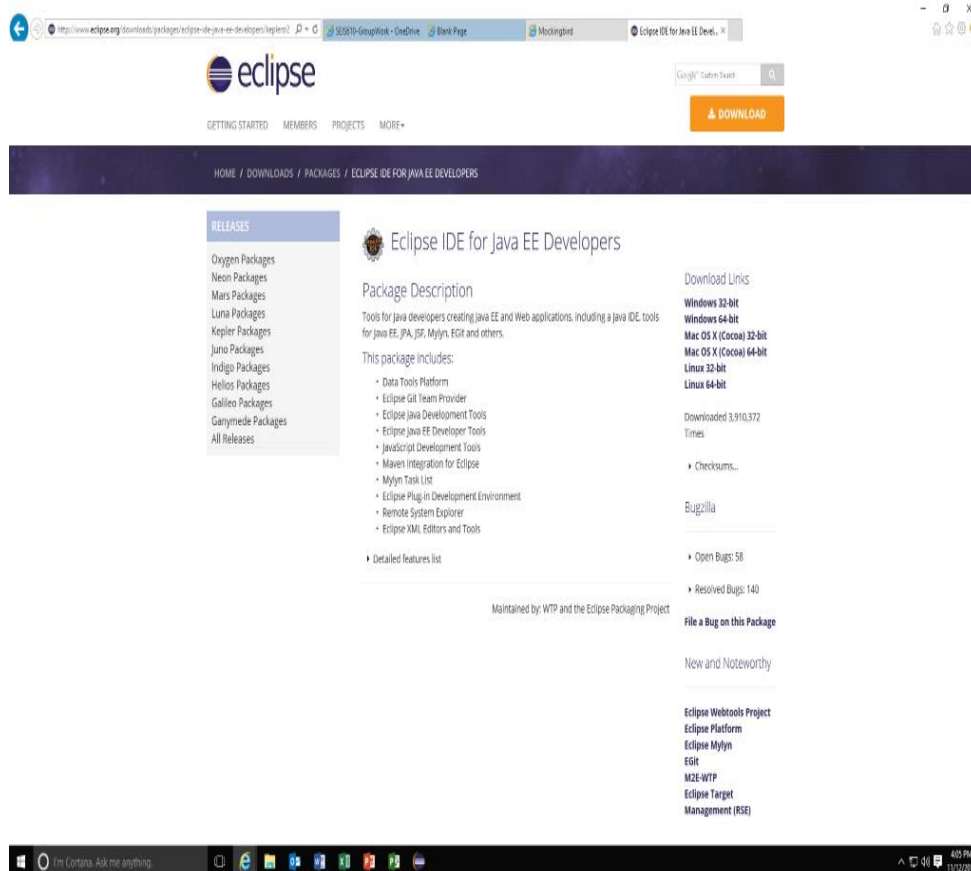 http://www.eclipse.org/downloads/packages/eclipse-ide-java-ee-developers/keplersr2
SEIS610-GroupWork - OneDrive
Blank Page
Mockingbird
Eclipse IDE for Java EE Devel...
eclipse
Google Custom Search
DOWNLOAD
GETTING STARTED MEMBERS PROJECTS MORE
HOME / DOWNLOADS / PACKAGES / ECLIPSE IDE FOR JAVA EE DEVELOPERS
RELEASES
Oxygen Packages
Neon Packages
Mars Packages
Luna Packages
Kepler Packages
Juno Packages
Indigo Packages
Helios Packages
Galileo Packages
Ganymede Packages
All Releases
Eclipse IDE for Java EE Developers
Package Description
Tools for Java developers creating Java EE and Web applications, including a Java IDE, tools
for Java EE, JPA, JSF, Mylyn, EGit and others.
This package includes:
• Data Tools Platform
• Eclipse Git Team Provider
• Eclipse Java Development Tools
• Eclipse Java EE Developer Tools
• JavaScript Development Tools
• Maven Integration for Eclipse
• Mylyn Task List
• Eclipse Plug-in Development Environment
• Remote System Explorer
• Eclipse XML Editors and Tools
Detailed features list
Maintained by: WTP and the Eclipse Packaging Project
Download Links
Windows 32-bit
Windows 64-bit
Mac OS X (Cocoa) 32-bit
Mac OS X (Cocoa) 64-bit
Linux 32-bit
Linux 64-bit
Downloaded 3,910,372
Times
Checksums...
Bugzilla
Open Bugs: 58
Resolved Bugs: 140
File a Bug on this Package
New and Noteworthy
Eclipse Webtools Project
Eclipse Platform
Eclipse Mylyn
EGit
M2E-WTP
Eclipse Target
Management (RSE)
I'm Cortana. Ask me anything.
4:05 PM